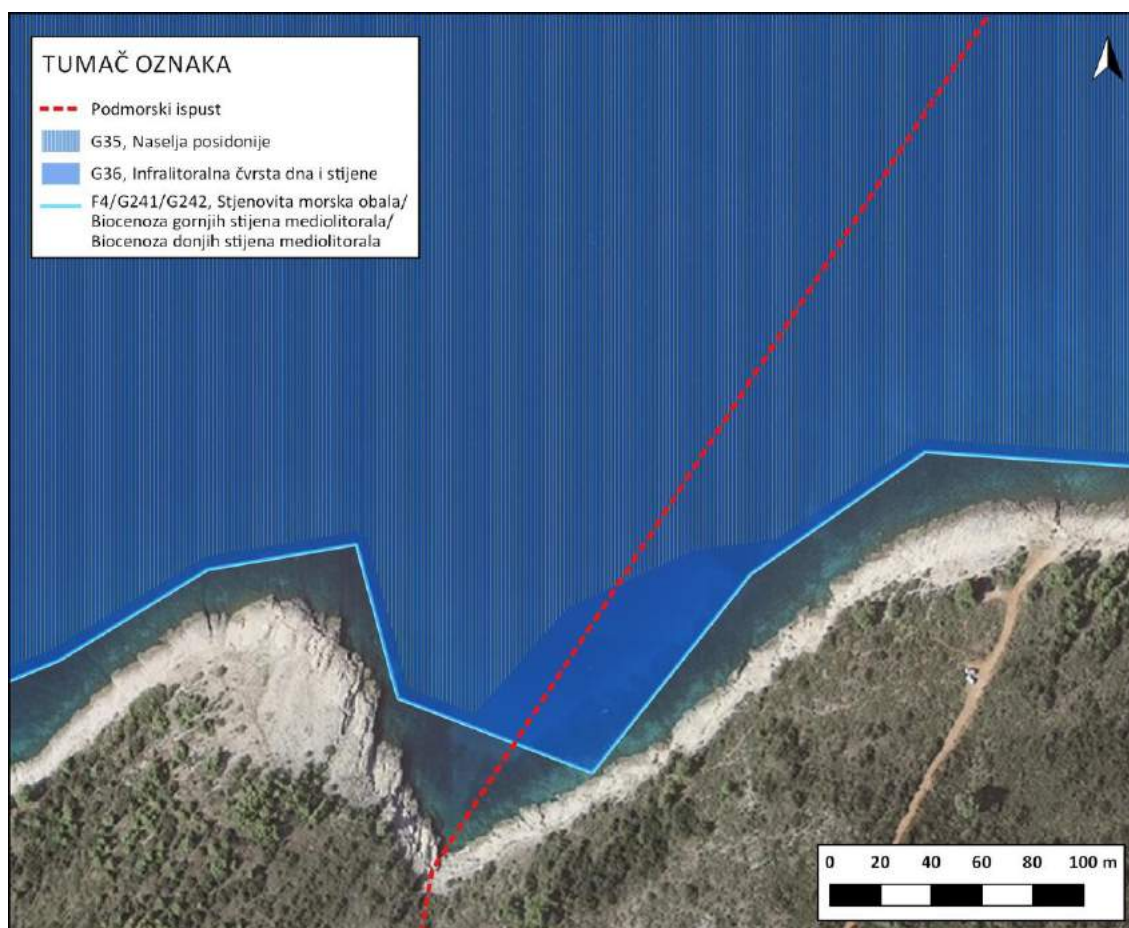 TUMAČ OZNAKA
Podmorski ispust
G35, Naselja posidonije
G36, Infralitoralna čvrsta dna i stijene
F4/G241/G242, Stjenovita morska obala/
Biocenoza gornjih stijena mediolitorala/
Biocenoza donjih stijena mediolitorala
0 20 40 60 80 100 m